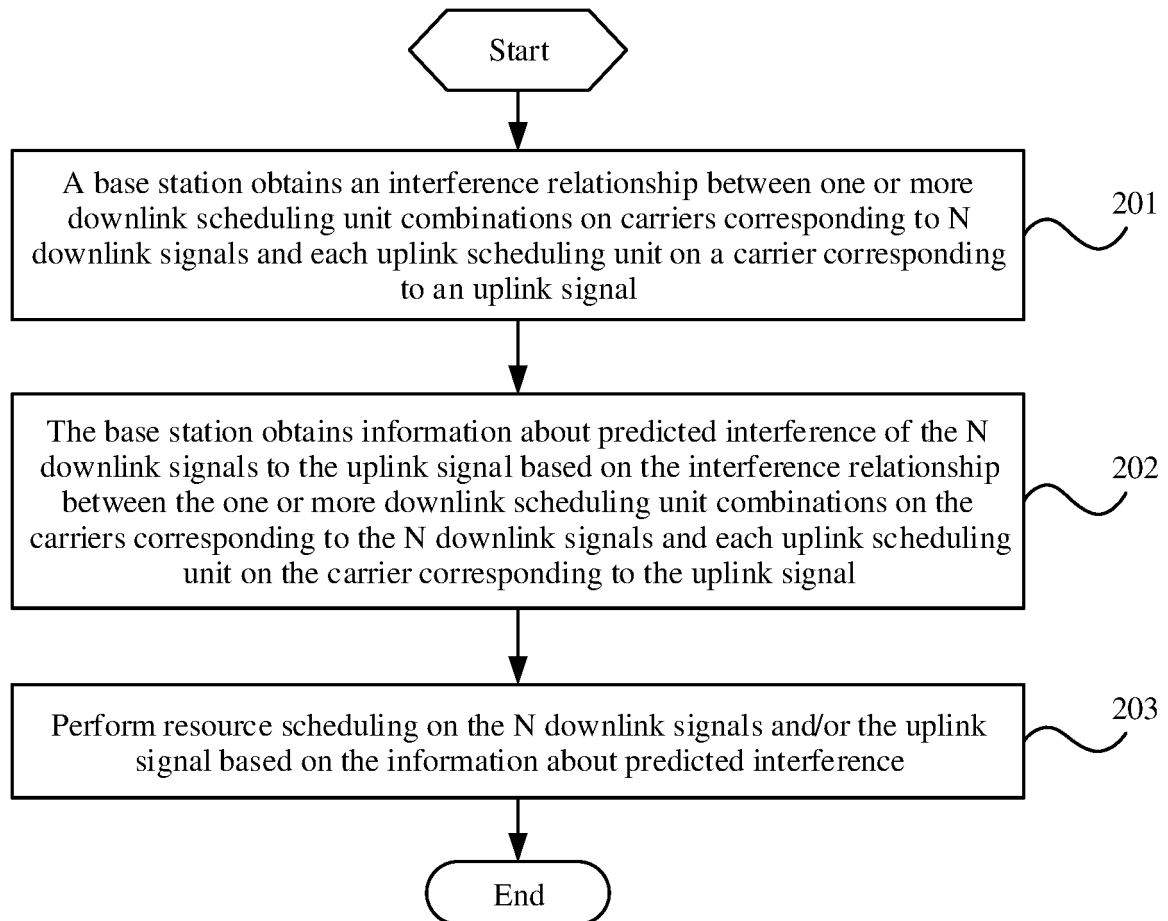 Start
A base station obtains an interference relationship between one or more
downlink scheduling unit combinations on carriers corresponding to N
downlink signals and each uplink scheduling unit on a carrier corresponding
to an uplink signal
201
The base station obtains information about predicted interference of the N
downlink signals to the uplink signal based on the interference relationship
between the one or more downlink scheduling unit combinations on the
carriers corresponding to the N downlink signals and each uplink scheduling
unit on the carrier corresponding to the uplink signal
202
Perform resource scheduling on the N downlink signals and/or the uplink
signal based on the information about predicted interference
203
End